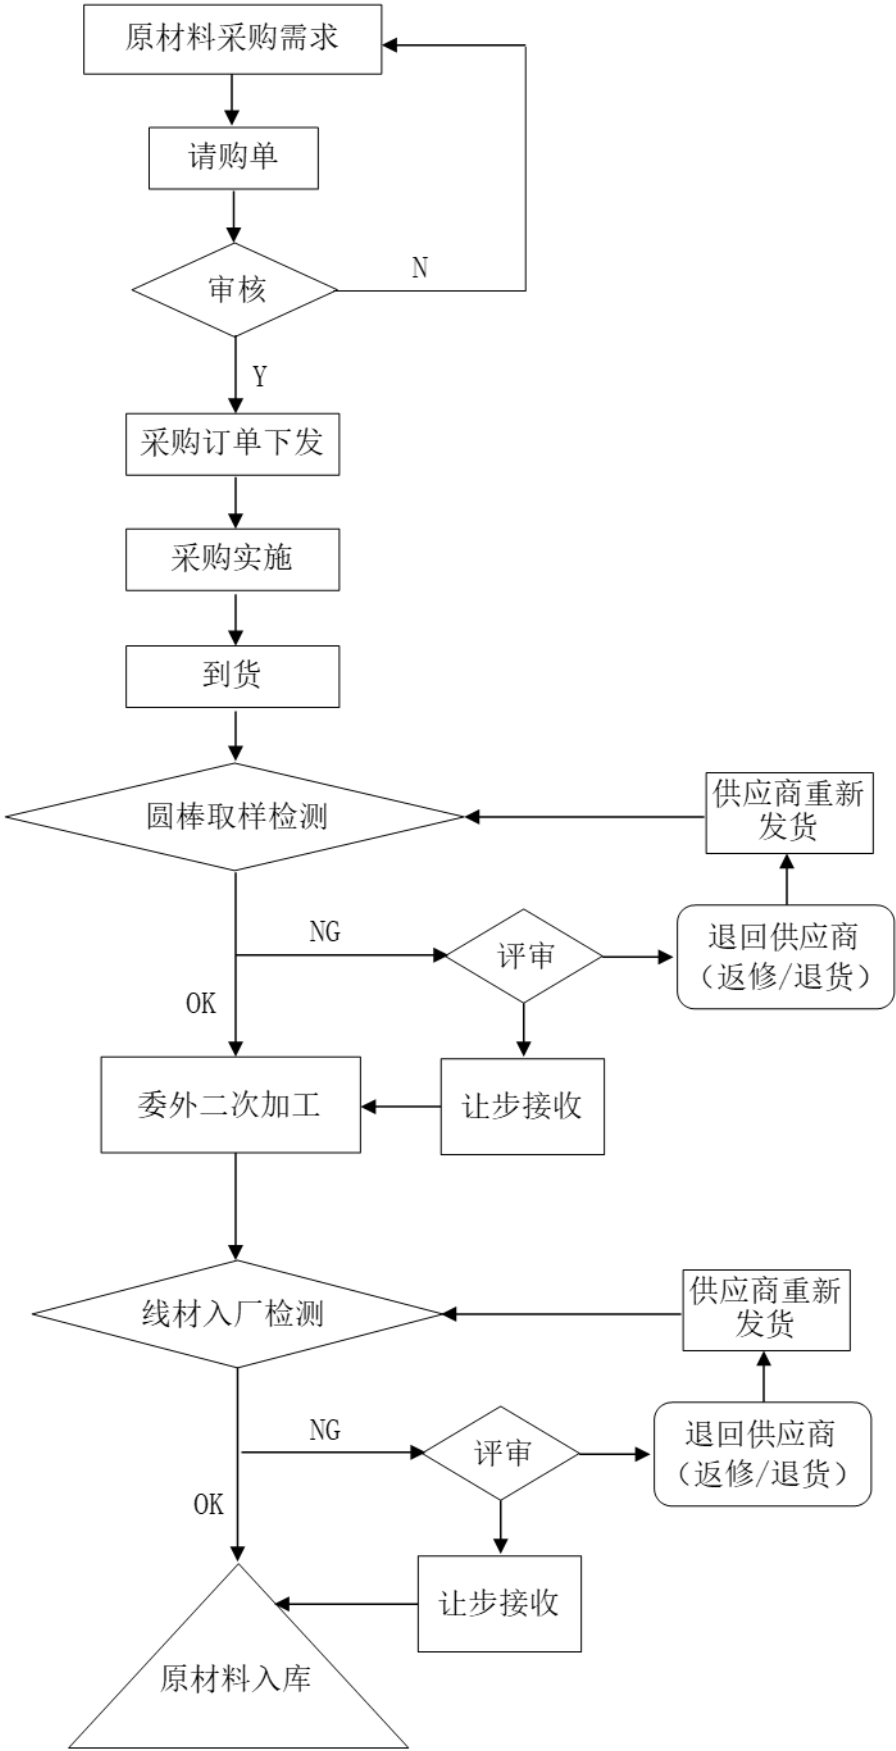 原材料采购需求
请购单
审核
N
Y
采购订单下发
采购实施
到货
圆棒取样检测
供应商重新
发货
NG
评审
退回供应商
（返修/退货）
OK
委外二次加工
让步接收
线材入厂检测
供应商重新
发货
NG
评审
退回供应商
（返修/退货）
OK
让步接收
原材料入库